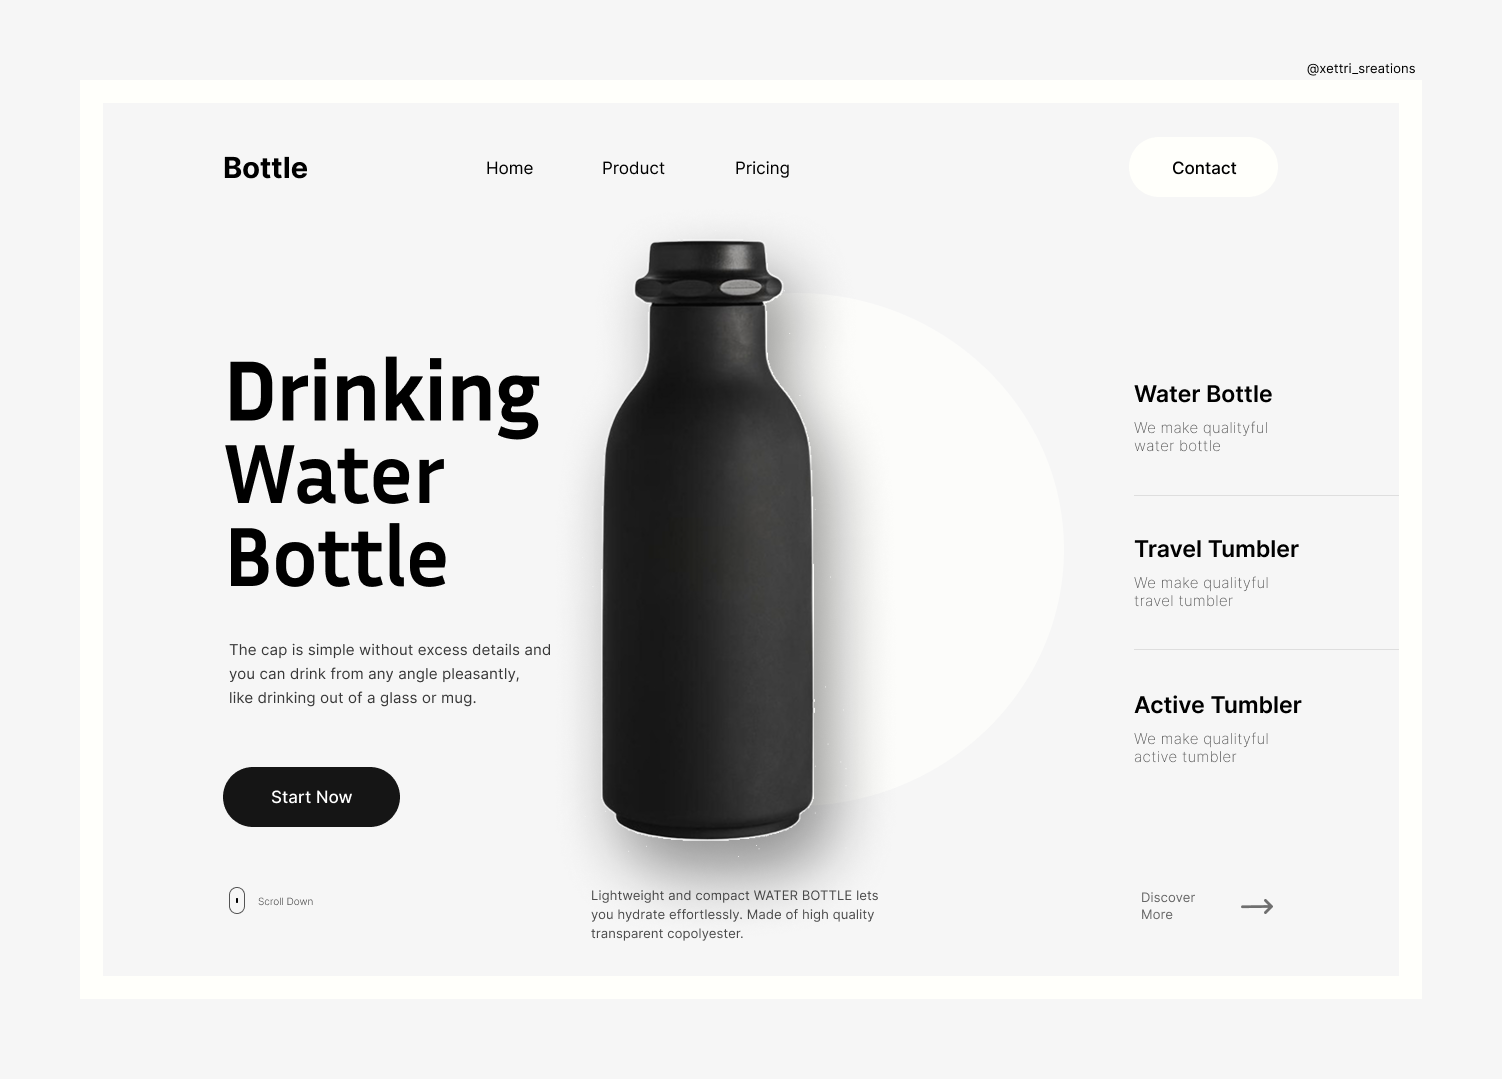 @xettri_sreations
Bottle
Home
Product
Pricing
Contact
Drinking
Water
Bottle
The cap is simple without excess details and
you can drink from any angle pleasantly,
like drinking out of a glass or mug.
Start Now
Scroll Down
Lightweight and compact WATER BOTTLE lets
you hydrate effortlessly. Made of high quality
transparent copolyester.
Water Bottle
We make qualityful
water bottle
Travel Tumbler
We make qualityful
travel tumbler
Active Tumbler
We make qualityful
active tumbler
Discover
More